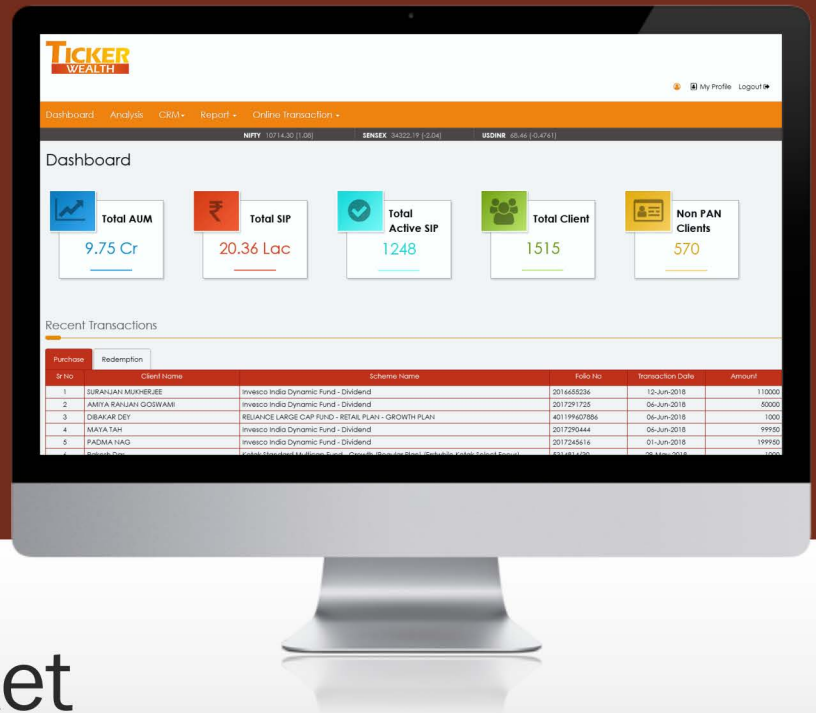 TICKER
WEALTH
My Profile Logout
Dashboard Analysis CRM Report Online Transaction
NIFTY 10714.30 (1.08) SENSEX 34322.19 (-2.04) USDINR 68.46 (-0.4761)
Dashboard
Total AUM
9.75 Cr
₹
Total SIP
20.36 Lac
Total
Active SIP
1248
Total Client
1515
Non PAN
Clients
570
Recent Transactions
Purchase Redemption
Sr No Client Name Scheme Name Folio No Transaction Date Amount
1 SURANJAN MUKHERJEE Invesco India Dynamic Fund - Dividend 2016655236 12-Jun-2018 110000
2 AMIYA RANJAN GOSWAMI Invesco India Dynamic Fund - Dividend 2017291725 06-Jun-2018 50000
3 DIBAKAR DEY RELIANCE LARGE CAP FUND - RETAIL PLAN - GROWTH PLAN 401199607886 06-Jun-2018 1000
4 MAYA TAH Invesco India Dynamic Fund - Dividend 2017290444 06-Jun-2018 99950
5 PADMA NAG Invesco India Dynamic Fund - Dividend 2017245616 01-Jun-2018 199950